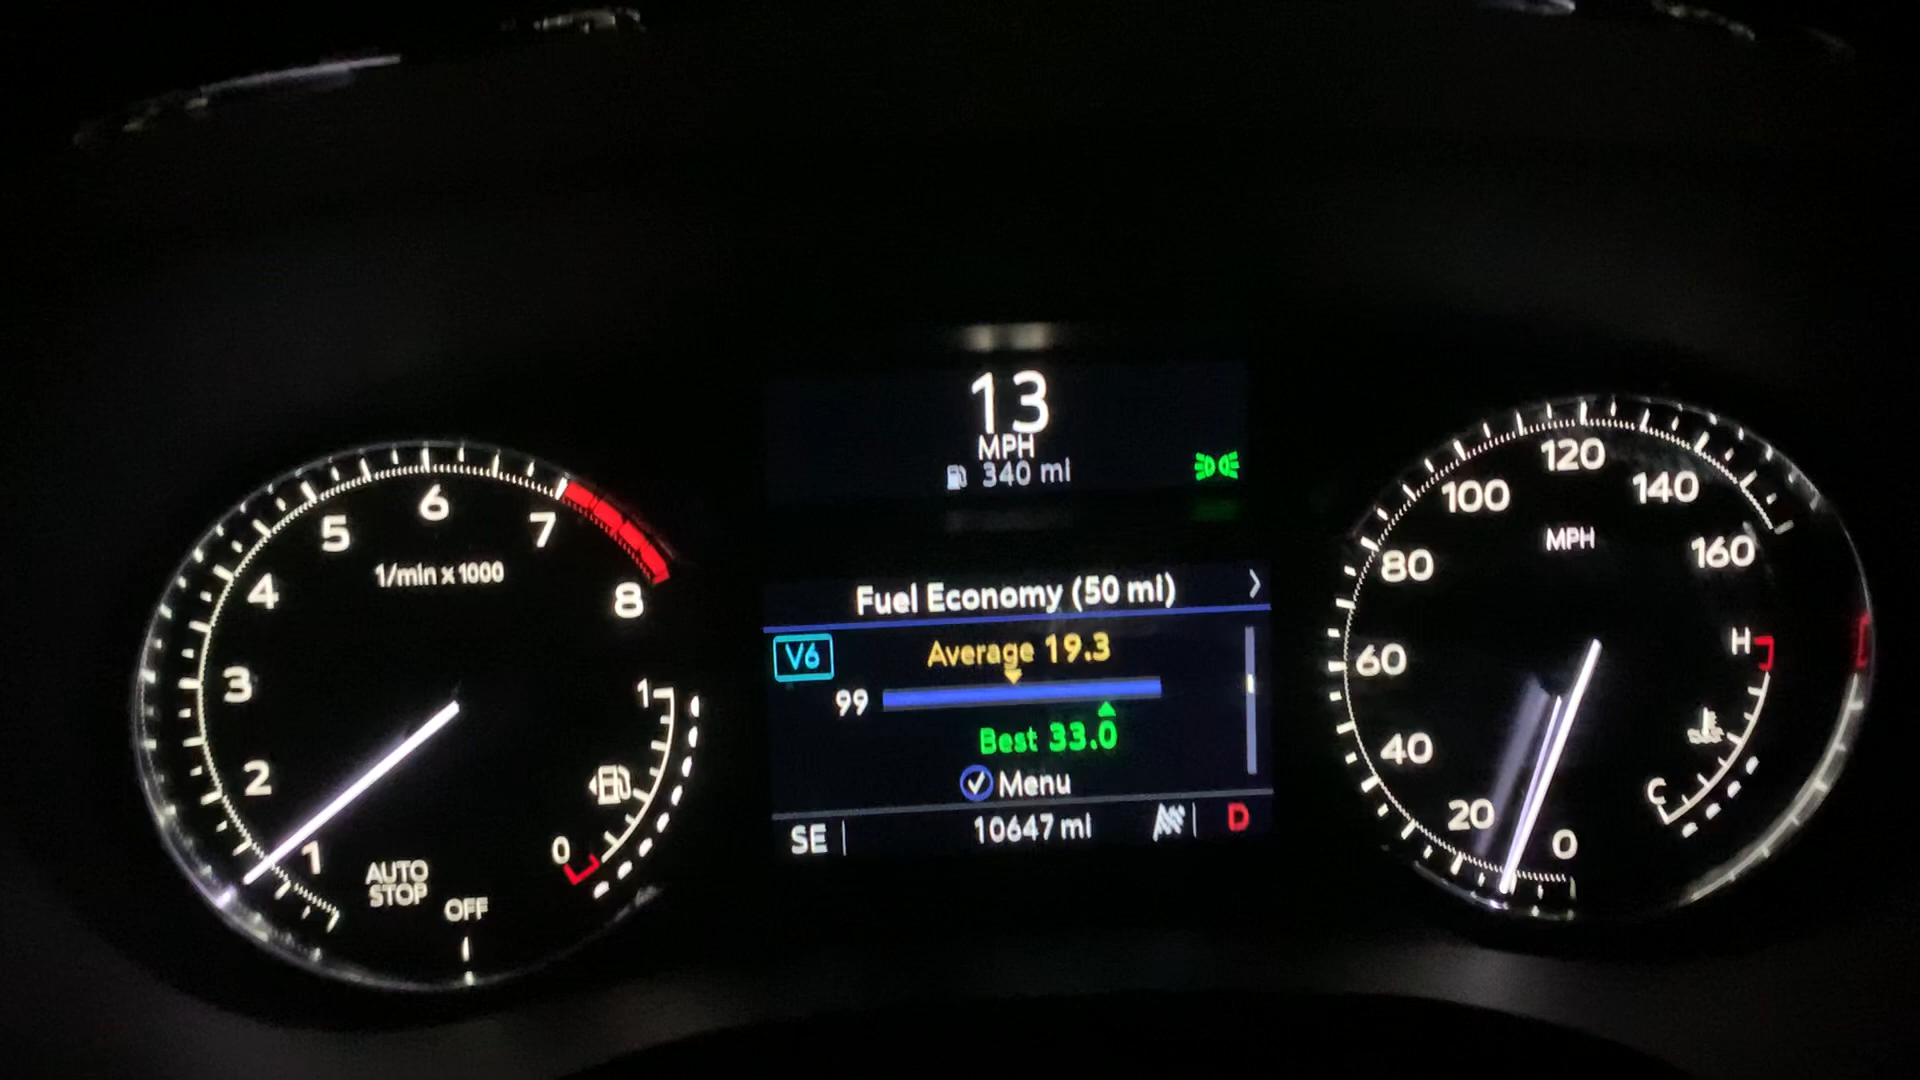 13
MPH
340 mi
Fuel Economy (50 mi) >
V6
Average 19.3
99
Best 33.0
Menu
SE | 10647 mi | D
1
2
3
4
5
6
7
8
1/min x 1000
AUTO
STOP
OFF
1
0
0
20
40
60
80
100
120
140
160
MPH
H
C